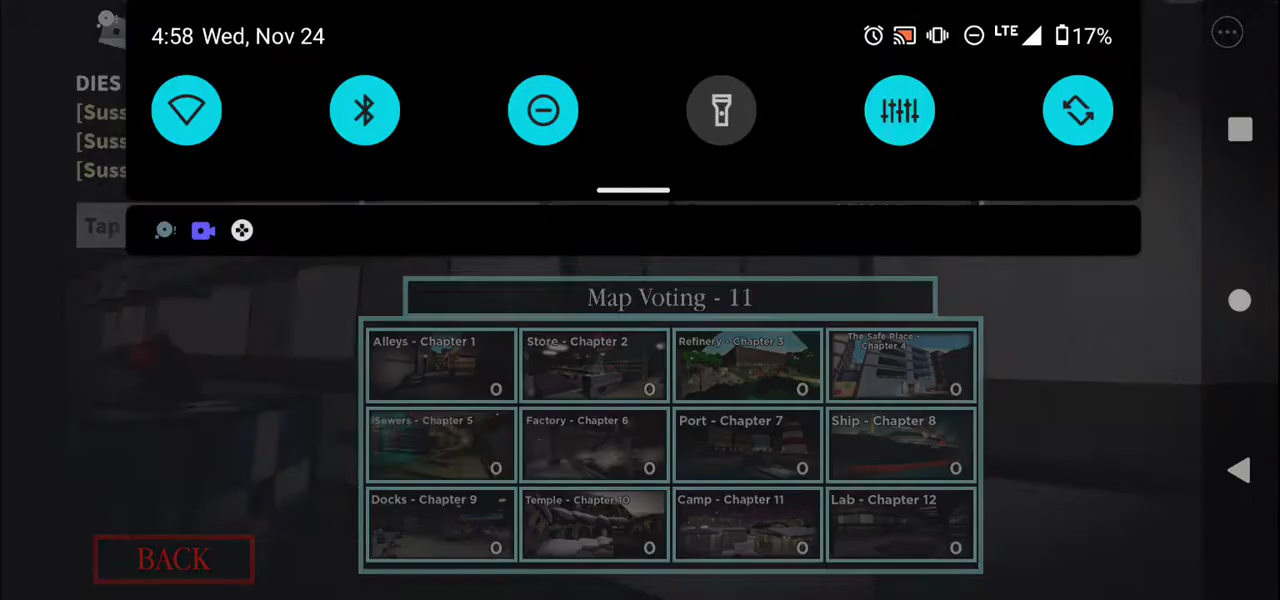 4:58 Wed, Nov 24
LTE 17%
DIES
[Suss
[Suss
[Suss
Tap
Map Voting - 11
Alleys - Chapter 1
0
Store - Chapter 2
0
Refinery - Chapter 3
0
The Safe Place -
Chapter 4
0
Sewers - Chapter 5
0
Factory - Chapter 6
0
Port - Chapter 7
0
Ship - Chapter 8
0
Docks - Chapter 9
0
Temple - Chapter 10
0
Camp - Chapter 11
0
Lab - Chapter 12
0
BACK